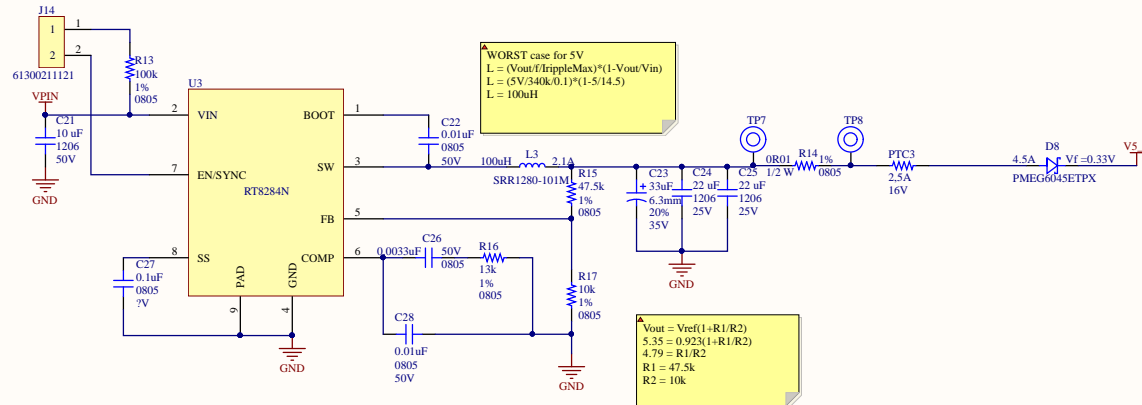 J14
1
1
2
2
61300211121
R13
100k
1%
0805
VPIN
C21
10 uF
1206
50V
GND
U3
2
VIN
BOOT
1
7
EN/SYNC
SW
3
RT8284N
FB
5
8
SS
COMP
6
PAD
GND
9
4
GND
C27
0.1uF
0805
?V
C22
0.01uF
0805
50V
WORST case for 5V
L = (Vout/f/IrippleMax)*(1-Vout/Vin)
L = (5V/340k/0.1)*(1-5/14.5)
L = 100uH
100uH
L3
2.1A
SRR1280-101M
R15
47.5k
1%
0805
C23
33uF
6.3mm
20%
35V
C24
22 uF
1206
25V
C25
22 uF
1206
25V
GND
TP7
0R01
1/2 W
R14
1%
0805
TP8
PTC3
2,5A
16V
4.5A
D8
Vf =0.33V
PMEG6045ETPX
V5
0.0033uF
C26
50V
0805
R16
13k
1%
0805
C28
0.01uF
0805
50V
R17
10k
1%
0805
GND
Vout = Vref(1+R1/R2)
5.35 = 0.923(1+R1/R2)
4.79 = R1/R2
R1 = 47.5k
R2 = 10k